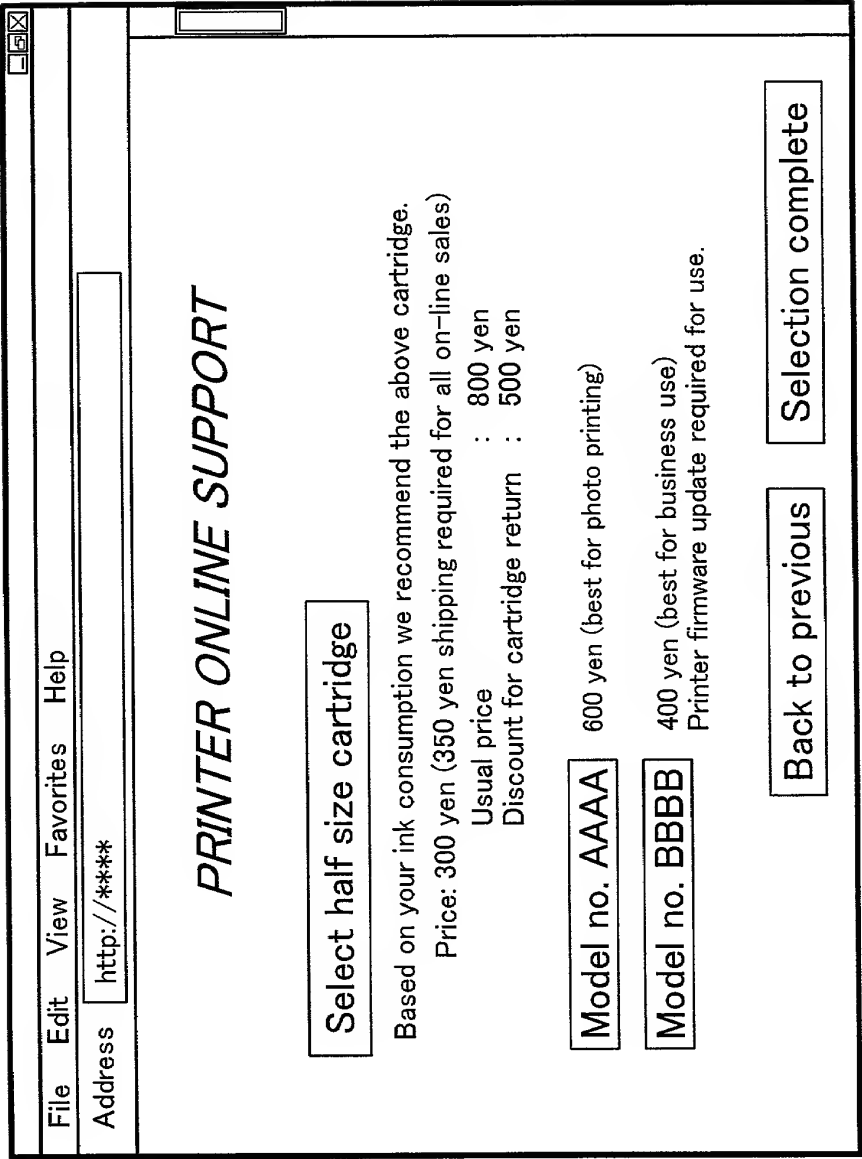 File Edit View Favorites Help
Address http://****
PRINTER ONLINE SUPPORT
Select half size cartridge
Based on your ink consumption we recommend the above cartridge.
Price: 300 yen (350 yen shipping required for all on-line sales)
Usual price : 800 yen
Discount for cartridge return : 500 yen
Model no. AAAA 600 yen (best for photo printing)
Model no. BBBB 400 yen (best for business use)
Printer firmware update required for use.
Back to previous Selection complete